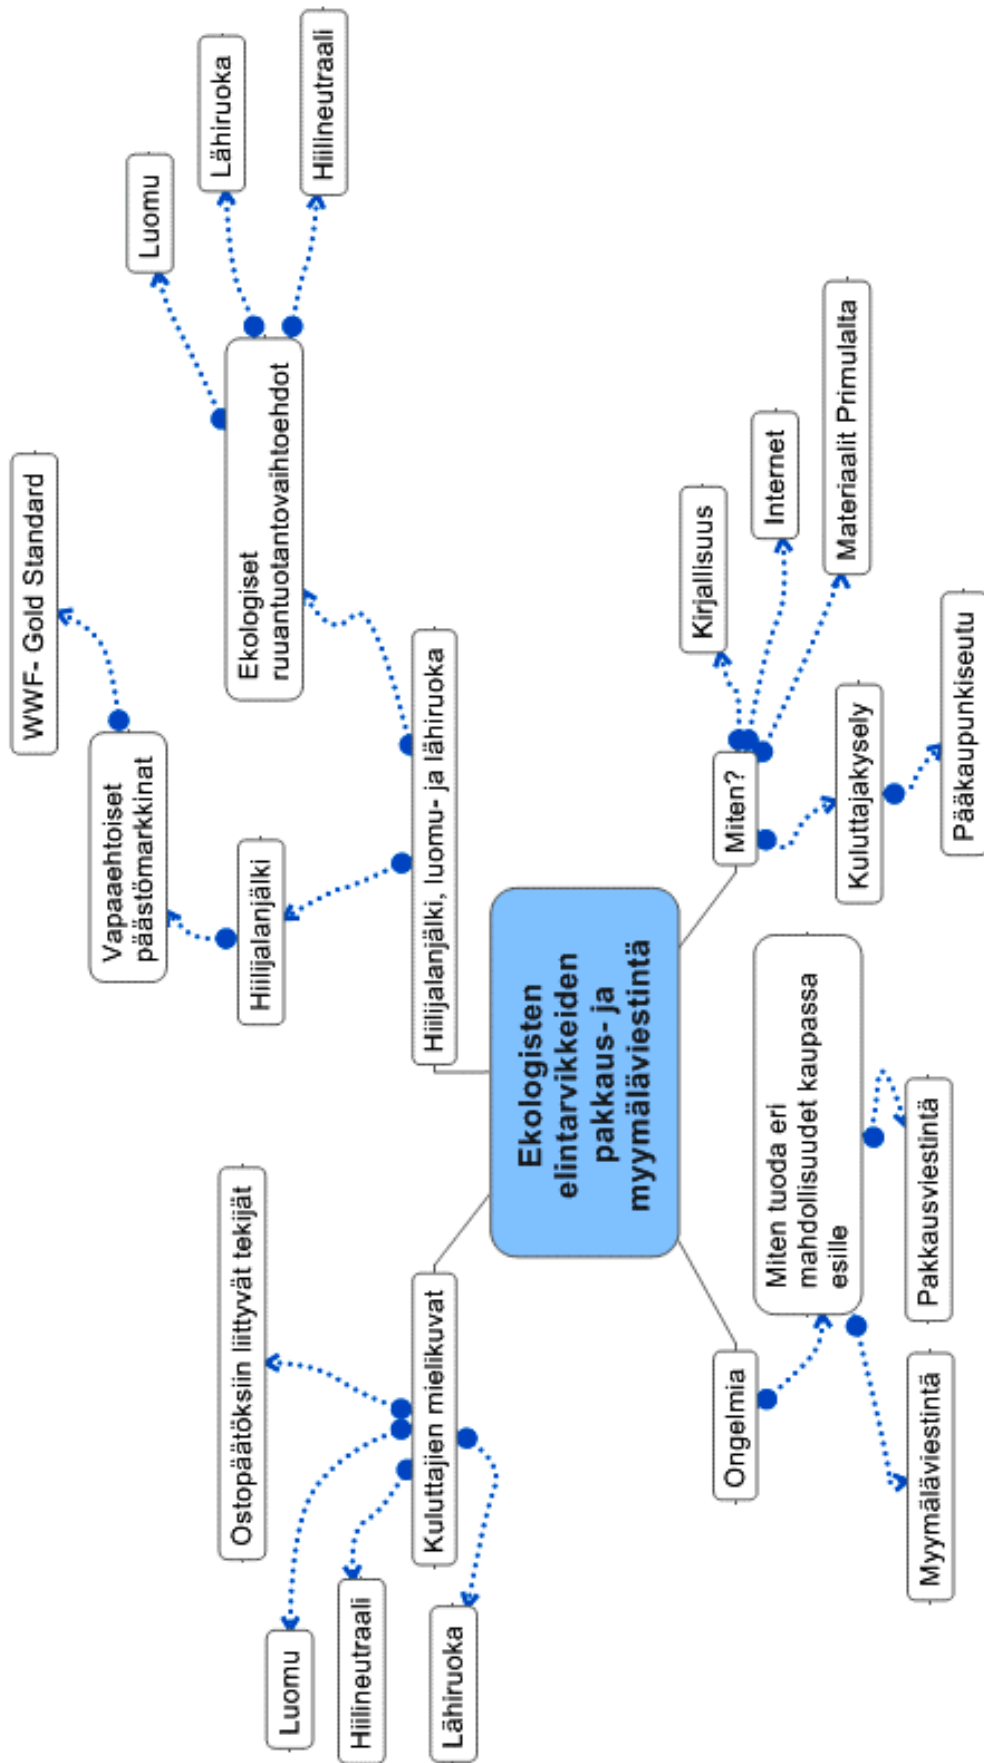 Ekologisten
elintarvikkeiden
pakkaus- ja
myymäläviestintä
Kuluttajien mielikuvat
Ostopäätöksiin liittyvät tekijät
Luomu
Hiilineutraali
Lähiruoka
Hiilijalanjälki, luomu- ja lähiruoka
Hiilijalanjälki
Vapaaehtoiset
päästömarkkinat
WWF- Gold Standard
Ekologiset
ruuantuotantovaihtoehdot
Luomu
Lähiruoka
Hiilineutraali
Miten?
Kirjallisuus
Internet
Materiaalit Primulalta
Kuluttajakysely
Pääkaupunkiseutu
Ongelmia
Miten tuoda eri
mahdollisuudet kaupassa
esille
Myymäläviestintä
Pakkausviestintä